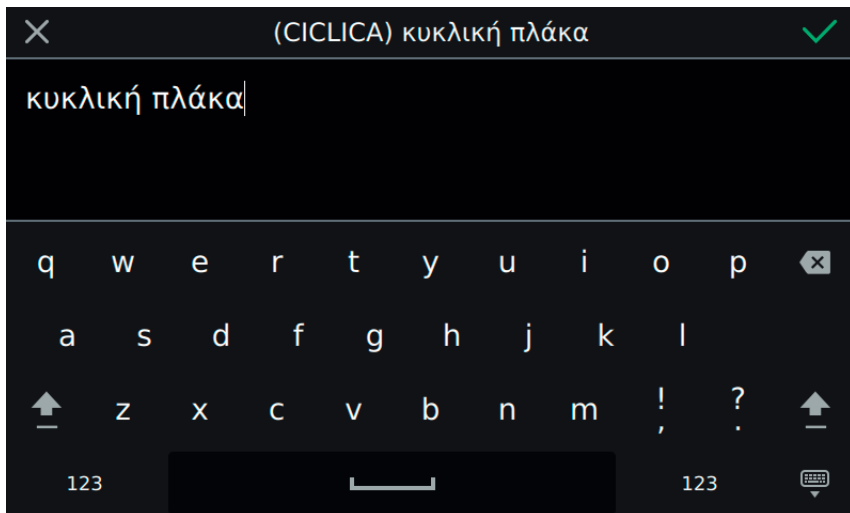 (CICLICA) κυκλική πλάκα
κυκλική πλάκα
q w e r t y u i o p
a s d f g h j k l
z x c v b n m ! , ? .
123 123